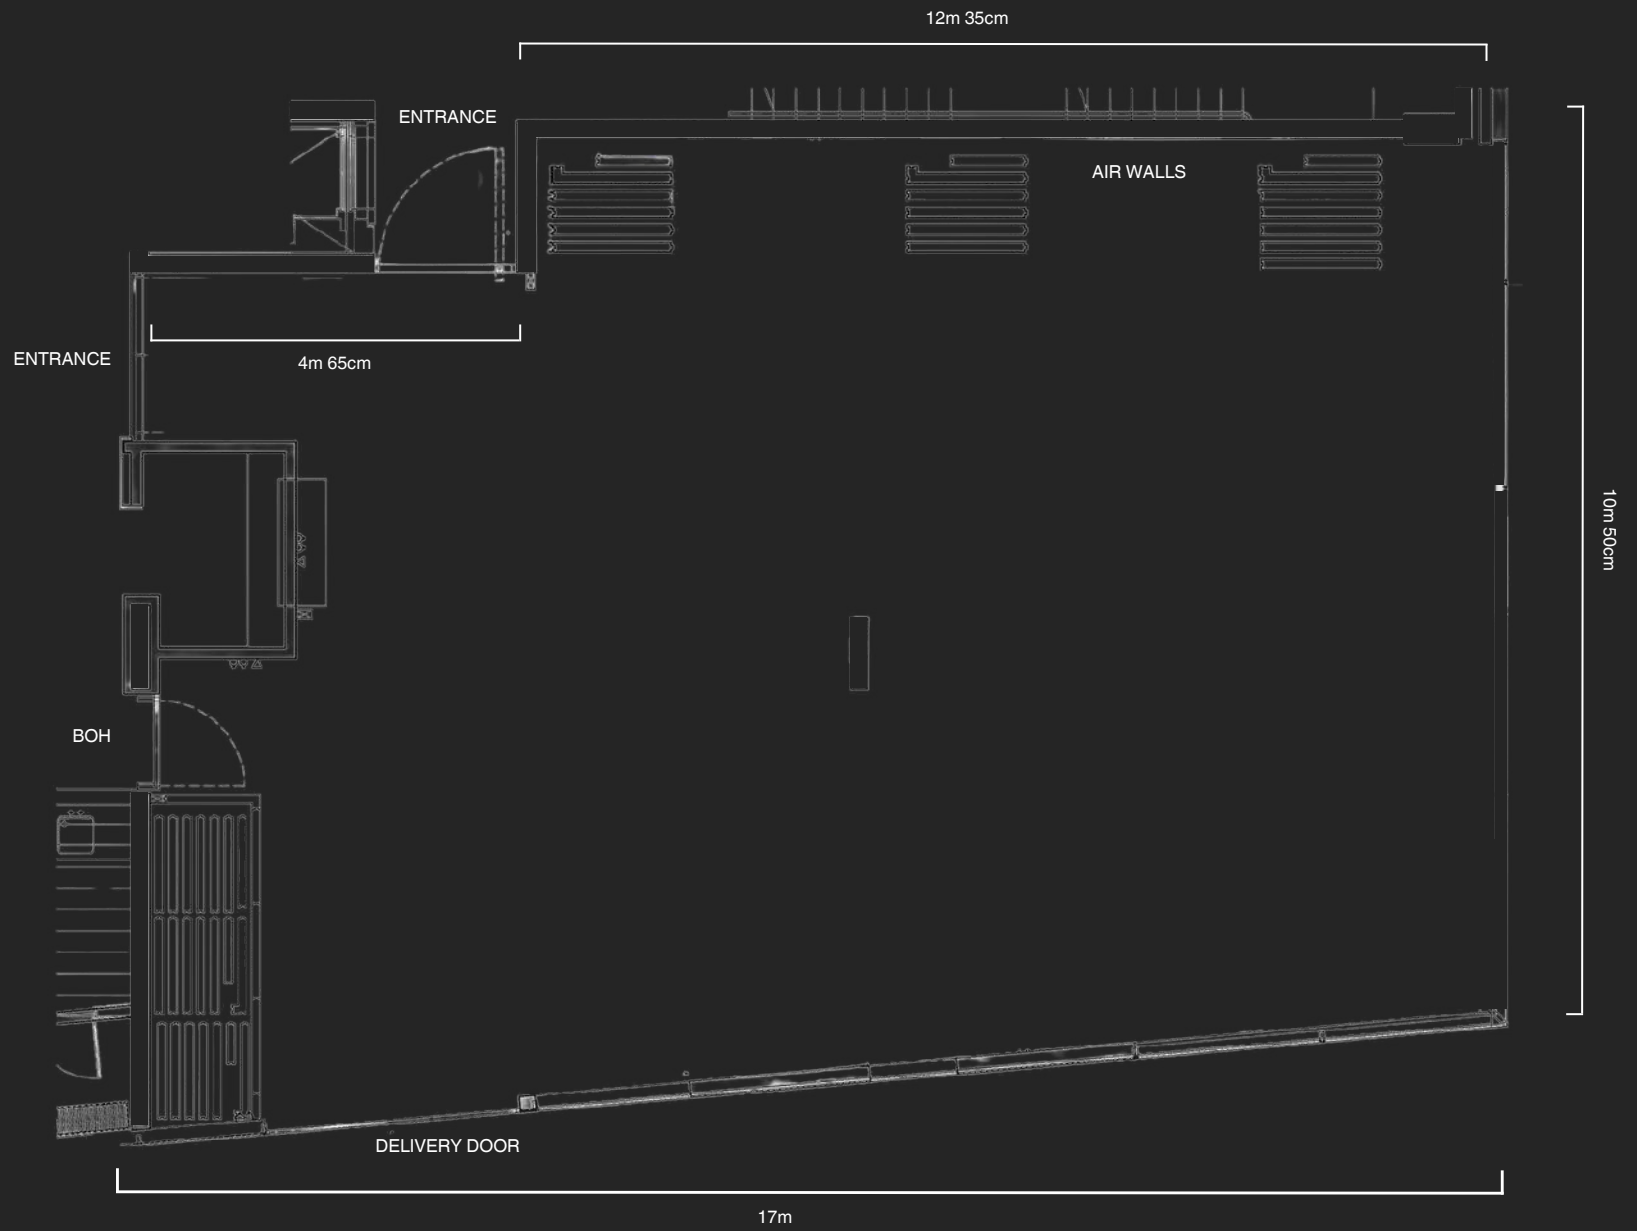 12m 35cm
ENTRANCE
AIR WALLS
ENTRANCE
4m 65cm
10m 50cm
BOH
DELIVERY DOOR
17m